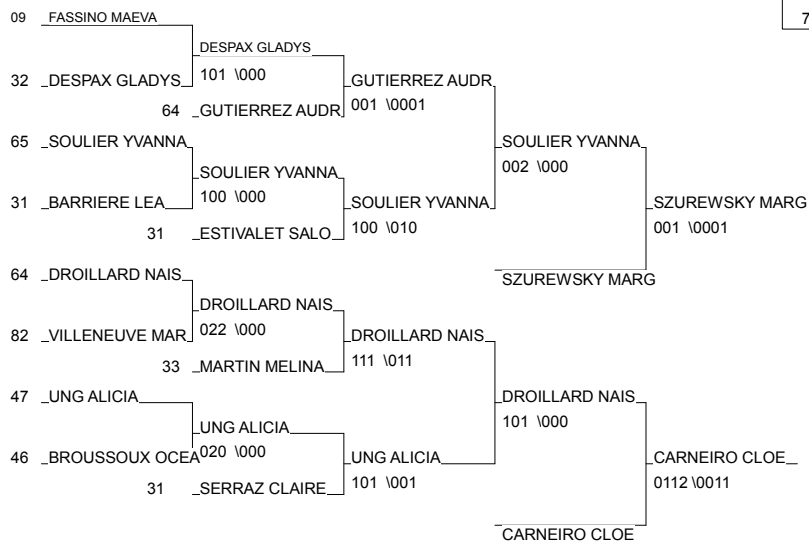 09 FASSINO MAEVA
7
DESPAX GLADYS
32 DESPAX GLADYS 101 \000 GUTIERREZ AUDR
64 GUTIERREZ AUDR 001 \0001
65 SOULIER YVANNA SOULIER YVANNA
SOULIER YVANNA 002 \000
31 BARRIERE LEA 100 \000 SOULIER YVANNA SZUREWSKY MARG
31 ESTIVALET SALO 100 \010 001 \0001
64 DROILLARD NAIS SZUREWSKY MARG
DROILLARD NAIS
82 VILLENEUVE MAR 022 \000 DROILLARD NAIS
33 MARTIN MELINA 111 \011
47 UNG ALICIA DROILLARD NAIS
UNG ALICIA 101 \000
46 BROUSSOUX OCEA 020 \000 UNG ALICIA CARNEIRO CLOE
31 SERRAZ CLAIRE 101 \001 0112 \0011
CARNEIRO CLOE